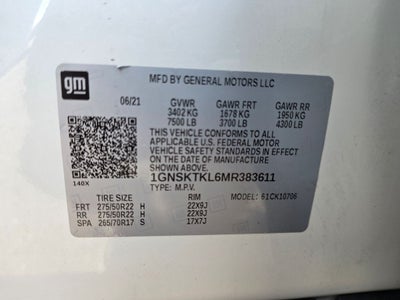 gm
MFD BY GENERAL MOTORS LLC
06/21 GVWR GAWR FRT GAWR RR
3402 KG 1678 KG 1950 KG
7500 LB 3700 LB 4300 LB
THIS VEHICLE CONFORMS TO ALL
APPLICABLE U.S. FEDERAL MOTOR
VEHICLE SAFETY STANDARDS IN EFFECT
ON THE DATE OF MANUFACTURE SHOWN ABOVE.
1GNSKTKL6MR383611
140X TYPE: M.P.V.
TIRE SIZE RIM MODEL: 61CK10706
FRT 275/50R22 H 22X9J
RR 275/50R22 H 22X9J
SPA 265/70R17 S 17X7J